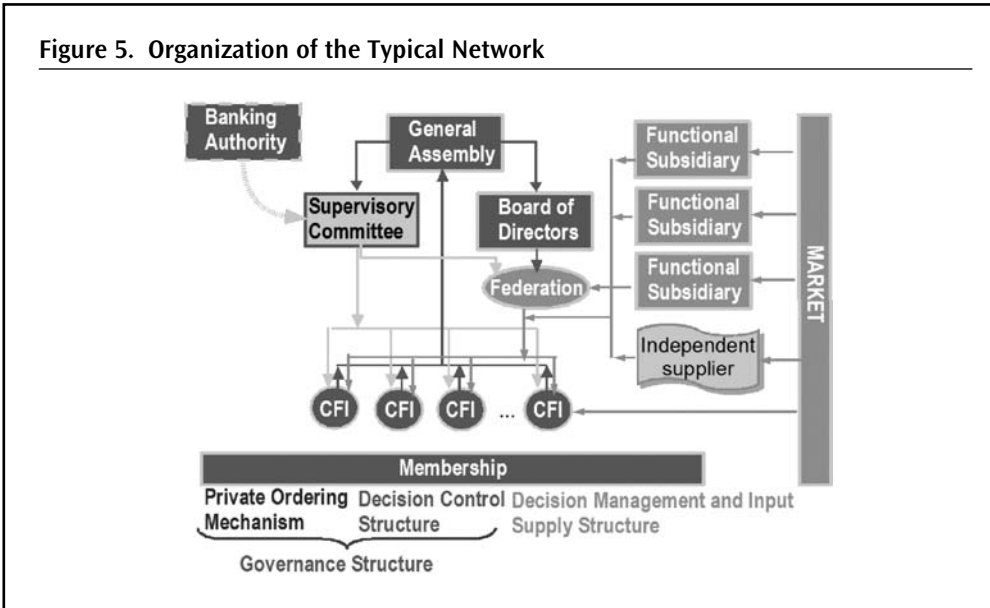 Figure 5. Organization of the Typical Network
Banking
Authority
General
Assembly
Functional
Subsidiary
Supervisory
Committee
Board of
Directors
Functional
Subsidiary
Federation
Functional
Subsidiary
MARKET
Independent
supplier
CFI
CFI
CFI
...
CFI
Membership
Private Ordering
Mechanism
Decision Control
Structure
Decision Management and Input
Supply Structure
Governance Structure